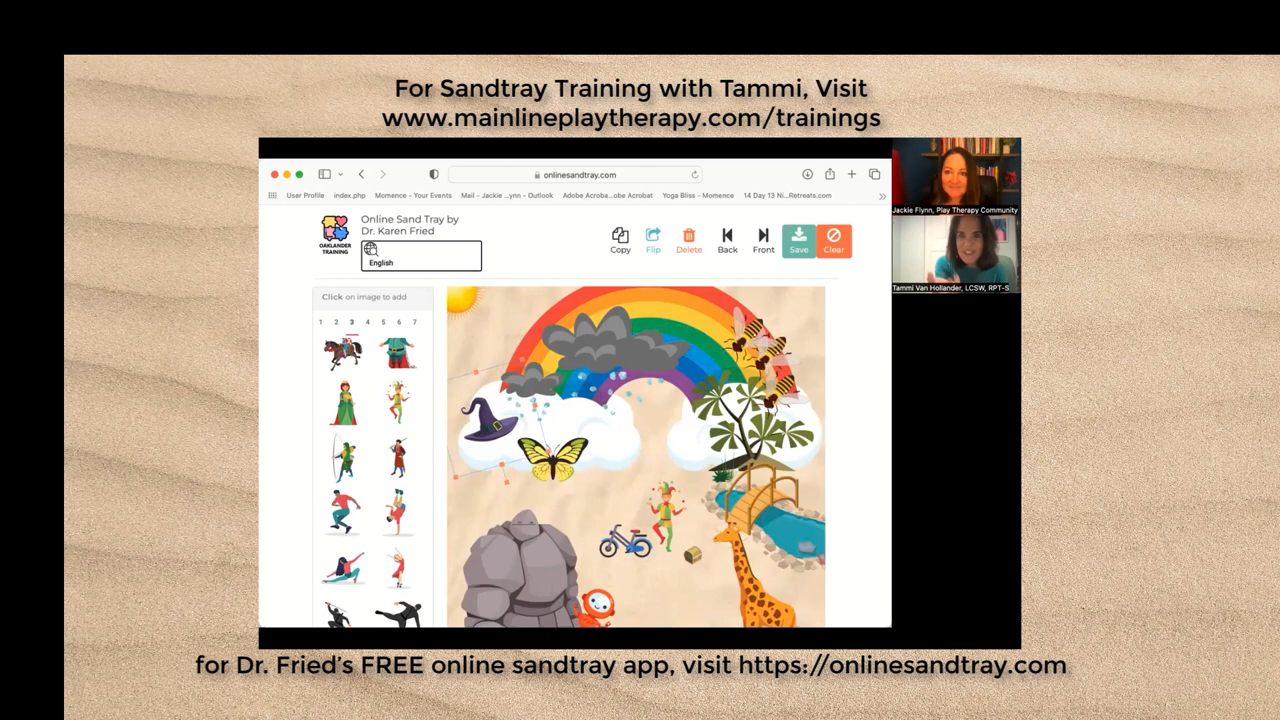 For Sandtray Training with Tammi, Visit
www.mainlineplaytherapy.com/trainings
onlinesandtray.com
User Profile index.php Momence - Your Events Mail - Jackie ...ynn - Outlook Adobe Acroba...obe Acrobat Yoga Bliss - Momence 14 Day 13 Ni...Retreats.com
Jackie Flynn, Play Therapy Community
OAKLANDER
TRAINING
Online Sand Tray by
Dr. Karen Fried
English
Copy Flip Delete Back Front Save Clear
Tammi Van Hollander, LCSW, RPT-S
Click on image to add
1 2 3 4 5 6 7
for Dr. Fried's FREE online sandtray app, visit https://onlinesandtray.com